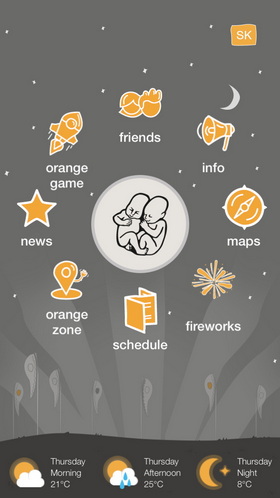 SK
friends
orange
game
info
news
maps
orange
zone
fireworks
schedule
Thursday
Morning
21°C
Thursday
Afternoon
25°C
Thursday
Night
8°C